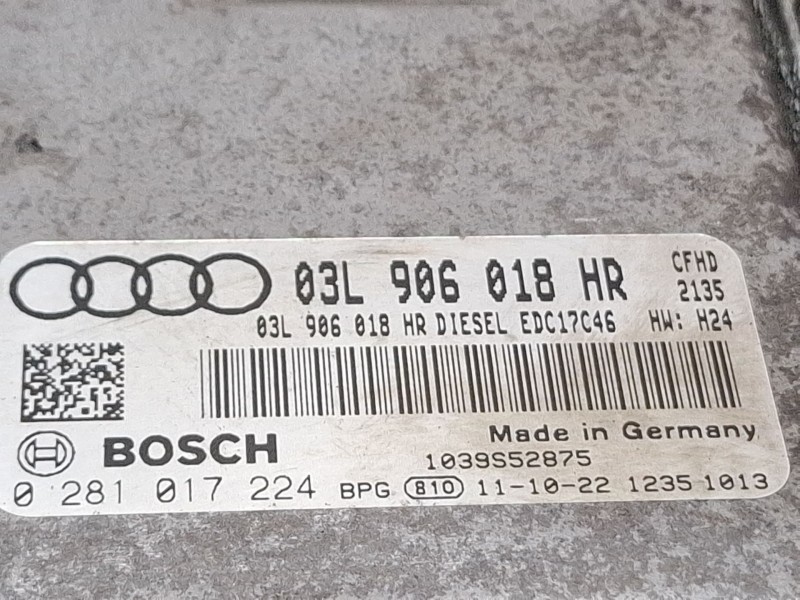 03L 906 018 HR CFHD
2135
03L 906 018 HR DIESEL EDC17C46 HW: H24
BOSCH Made in Germany
1039S52875
0 281 017 224 BPG 810 11-10-22 1235 1013